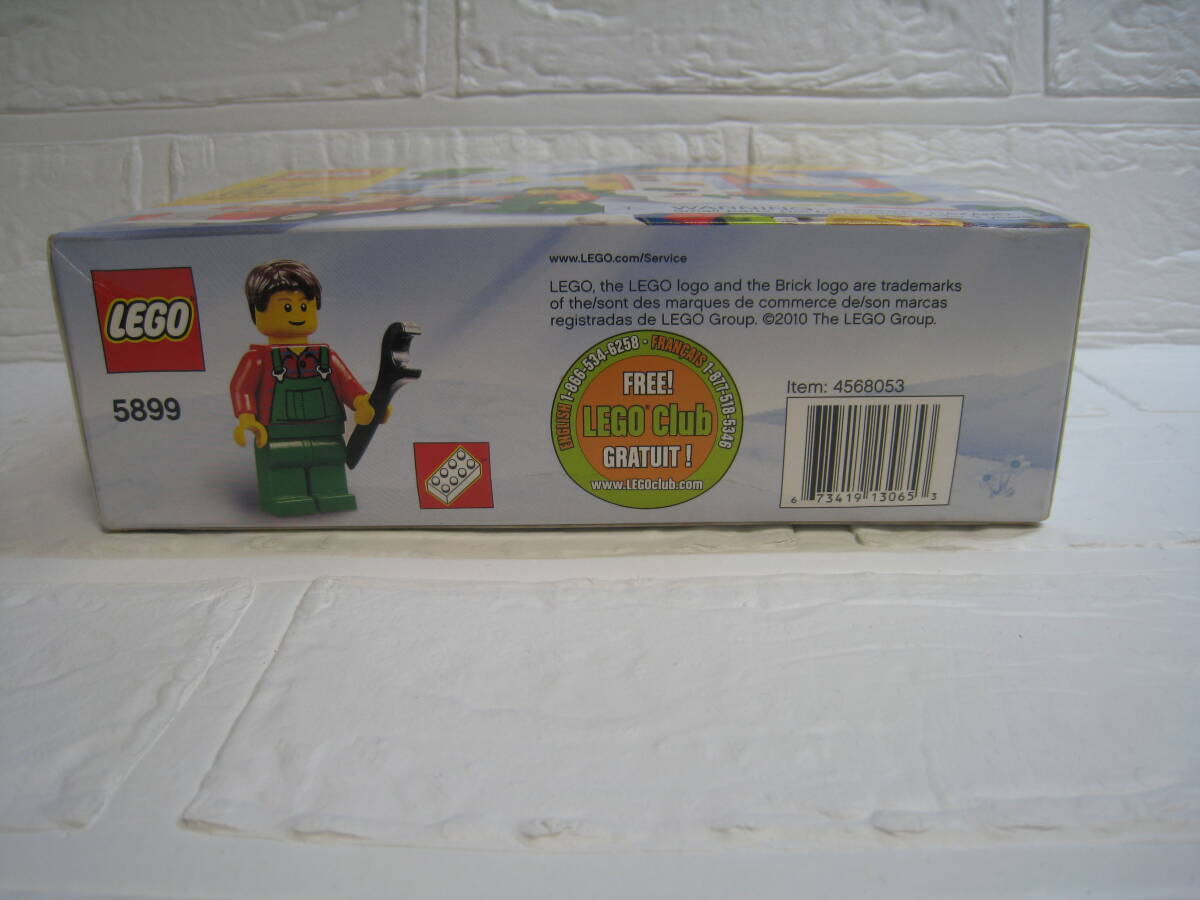 WARNING
LEGO
5899
www.LEGO.com/Service
LEGO, the LEGO logo and the Brick logo are trademarks
of the/sont des marques de commerce de/son marcas
registradas de LEGO Group. ©2010 The LEGO Group.
ENGLISH 1-866-534-6258 · FRANÇAIS 1-877-518-5346
FREE!
LEGO® Club
GRATUIT !
www.LEGOclub.com
Item: 4568053
6 73419 13065 3